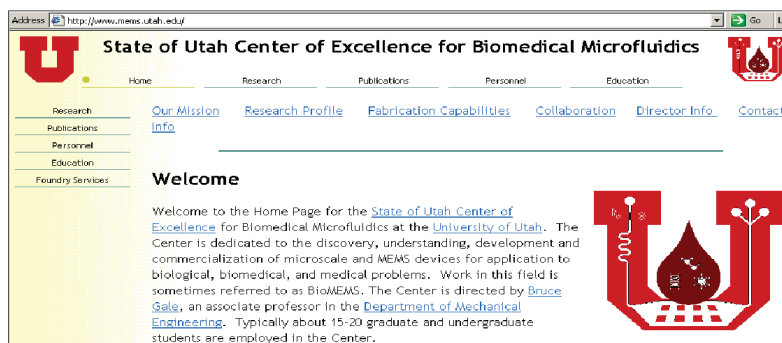 Address http://www.mems.utah.edu/ Go
State of Utah Center of Excellence for Biomedical Microfluidics
Home Research Publications Personnel Education
Research
Publications
Personnel
Education
Foundry Services
Our Mission Research Profile Fabrication Capabilities Collaboration Director Info Contact
Info
Welcome
Welcome to the Home Page for the State of Utah Center of
Excellence for Biomedical Microfluidics at the University of Utah. The
Center is dedicated to the discovery, understanding, development and
commercialization of microscale and MEMS devices for application to
biological, biomedical, and medical problems. Work in this field is
sometimes referred to as BioMEMS. The Center is directed by Bruce
Gale, an associate professor in the Department of Mechanical
Engineering. Typically about 15-20 graduate and undergraduate
students are employed in the Center.